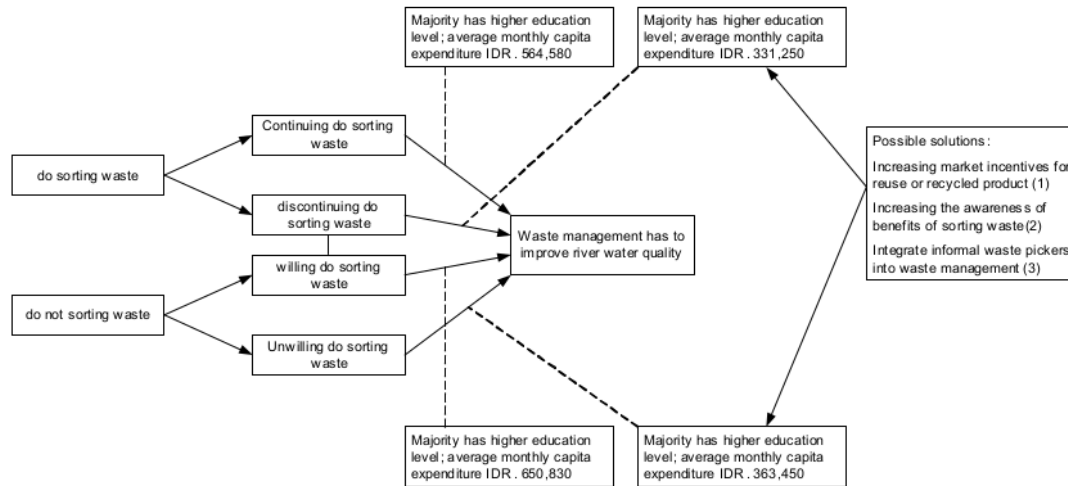 Majority has higher education
level; average monthly capita
expenditure IDR . 564,580
Majority has higher education
level; average monthly capita
expenditure IDR . 331,250
Continuing do sorting
waste
do sorting waste
discontinuing do
sorting waste
willing do sorting
waste
do not sorting waste
Unwilling do sorting
waste
Waste management has to
improve river water quality
Possible solutions :
Increasing market incentives for
reuse or recycled product (1)
Increasing the awareness of
benefits of sorting waste(2)
Integrate informal waste pickers
into waste management (3)
Majority has higher education
level; average monthly capita
expenditure IDR . 650,830
Majority has higher education
level; average monthly capita
expenditure IDR . 363,450